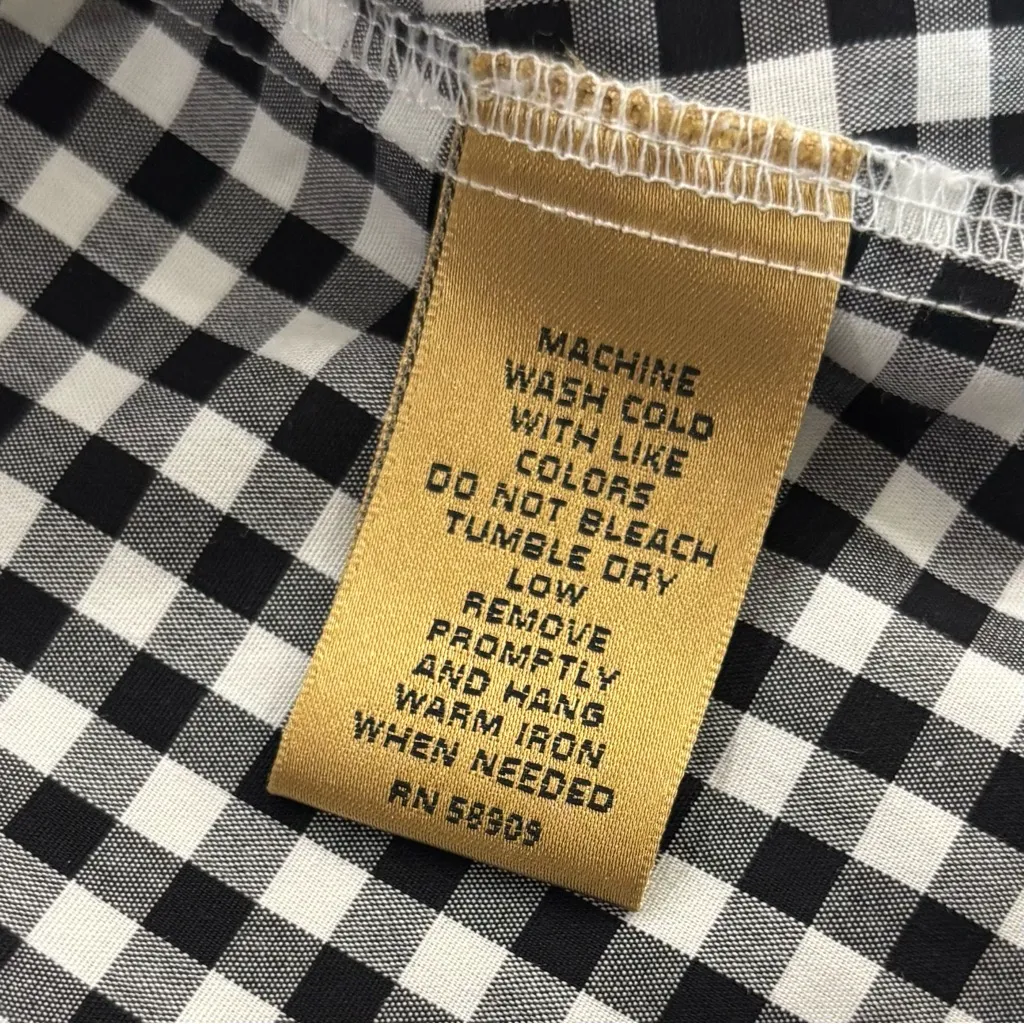 MACHINE
WASH COLD
WITH LIKE
COLORS
DO NOT BLEACH
TUMBLE DRY
LOW
REMOVE
PROMPTLY
AND HANG
WARM IRON
WHEN NEEDED
RN 58909